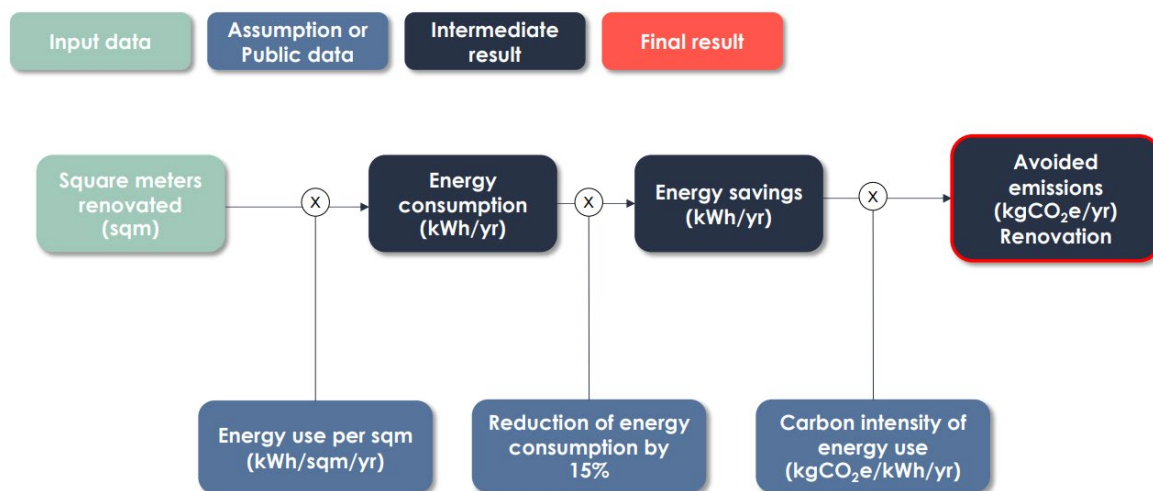 Input data
Assumption or
Public data
Intermediate
result
Final result
Square meters
renovated
(sqm)
X
Energy
consumption
(kWh/yr)
X
Energy savings
(kWh/yr)
X
Avoided
emissions
(kgCO₂e/yr)
Renovation
Energy use per sqm
(kWh/sqm/yr)
Reduction of energy
consumption by
15%
Carbon intensity of
energy use
(kgCO₂e/kWh/yr)